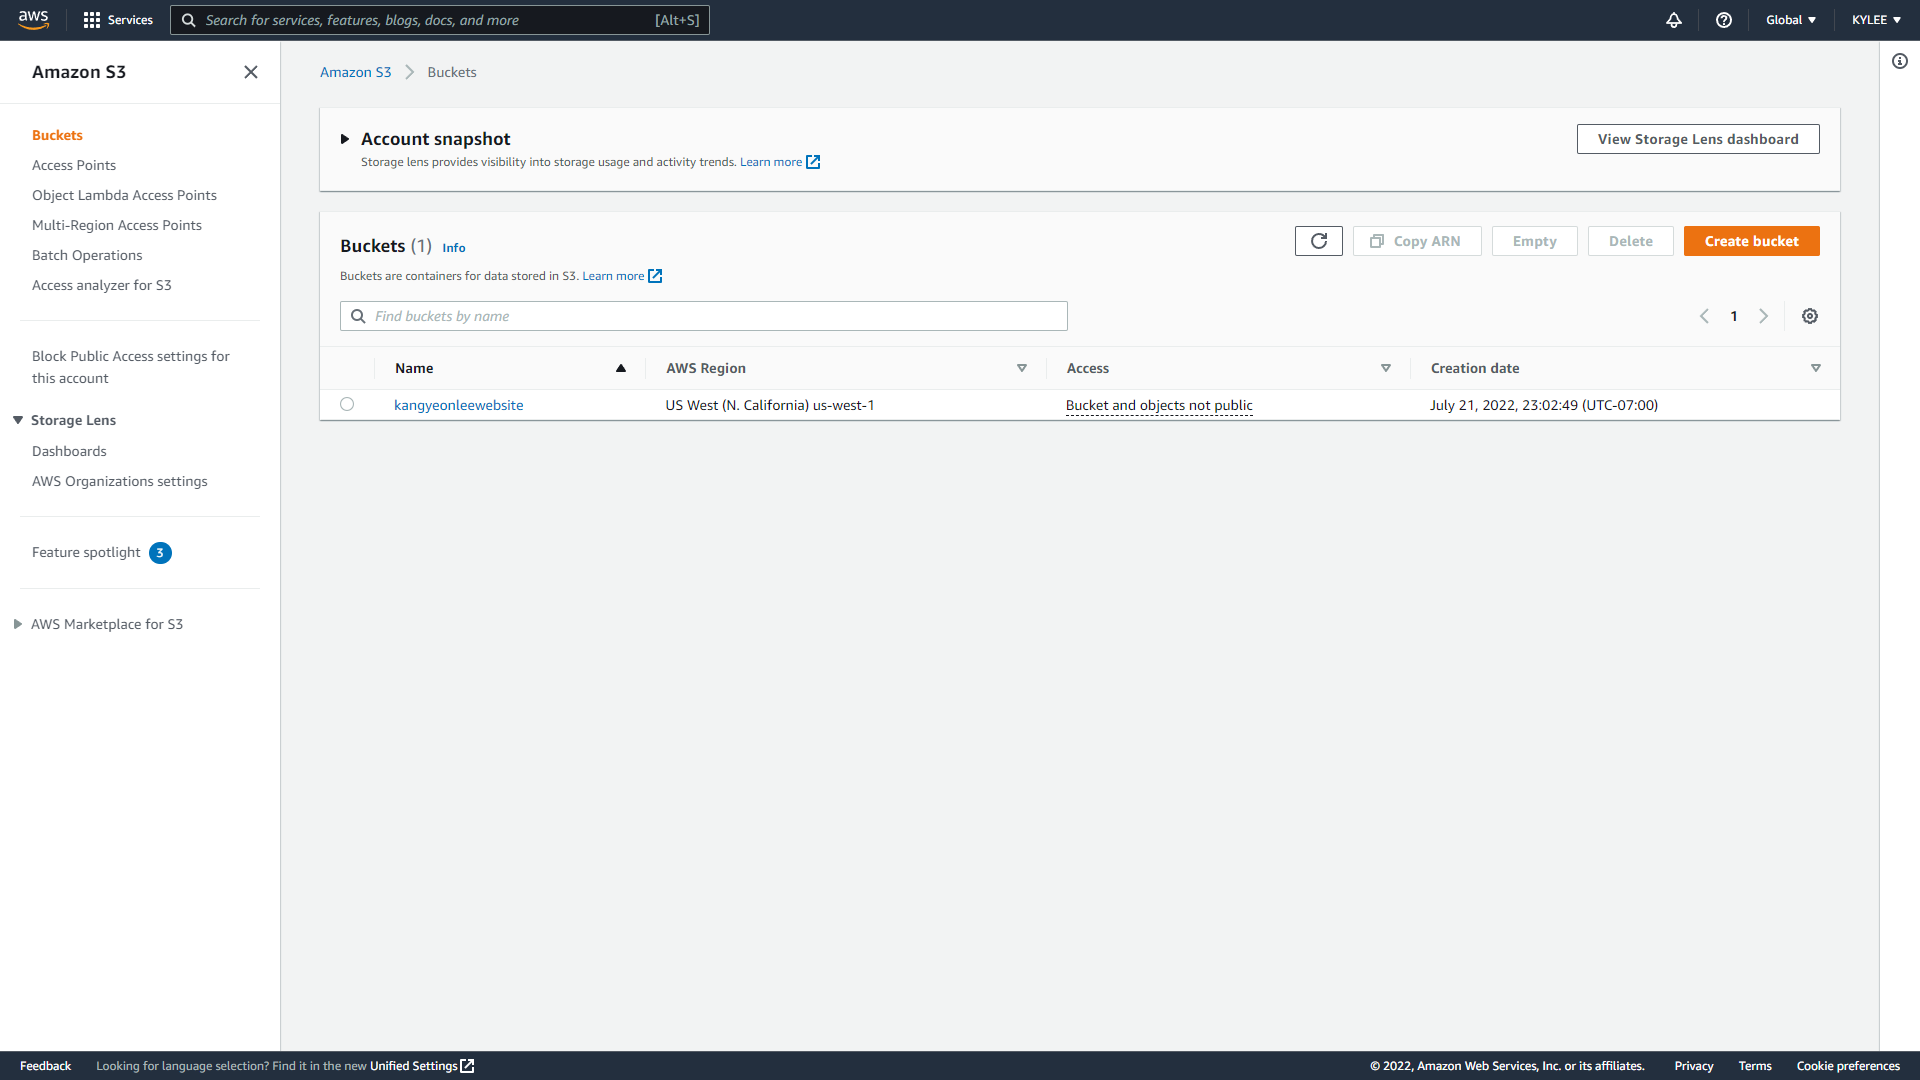 aws
Services
Search for services, features, blogs, docs, and more [Alt+S]
Global
KYLEE
Amazon S3
Buckets
Access Points
Object Lambda Access Points
Multi-Region Access Points
Batch Operations
Access analyzer for S3
Block Public Access settings for
this account
Storage Lens
Dashboards
AWS Organizations settings
Feature spotlight 3
AWS Marketplace for S3
Amazon S3 Buckets
Account snapshot
Storage lens provides visibility into storage usage and activity trends. Learn more
View Storage Lens dashboard
Buckets (1) Info
Copy ARN Empty Delete Create bucket
Buckets are containers for data stored in S3. Learn more
Find buckets by name
1
Name AWS Region Access Creation date
kangyeonleewebsite US West (N. California) us-west-1 Bucket and objects not public July 21, 2022, 23:02:49 (UTC-07:00)
Feedback Looking for language selection? Find it in the new Unified Settings © 2022, Amazon Web Services, Inc. or its affiliates. Privacy Terms Cookie preferences